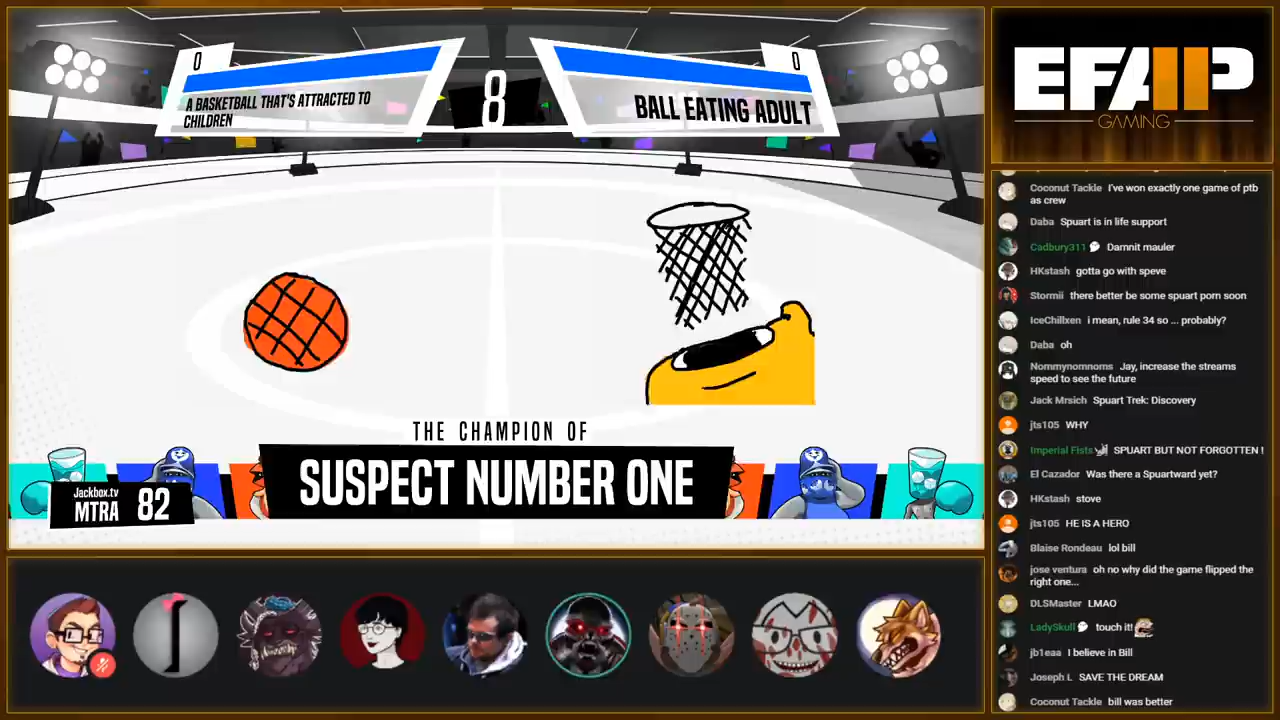 0
A BASKETBALL THAT'S ATTRACTED TO
CHILDREN
8
0
BALL EATING ADULT
THE CHAMPION OF
SUSPECT NUMBER ONE
Jackbox.tv
MTRA 82
EFAP
GAMING
Coconut Tackle I've won exactly one game of ptb
as crew
Daba Spuart is in life support
Cadbury311 Damnit mauler
HKstash gotta go with speve
Stormii there better be some spuart porn soon
IceChillxen i mean, rule 34 so ... probably?
Daba oh
Nommynomnoms Jay, increase the streams
speed to see the future
Jack Mrsich Spuart Trek: Discovery
jts105 WHY
Imperial Fists SPUART BUT NOT FORGOTTEN !
El Cazador Was there a Spuartward yet?
HKstash stove
jts105 HE IS A HERO
Blaise Rondeau lol bill
jose ventura oh no why did the game flipped the
right one...
DLSMaster LMAO
LadySkull touch it!
jb1eaa I believe in Bill
Joseph L SAVE THE DREAM
Coconut Tackle bill was better